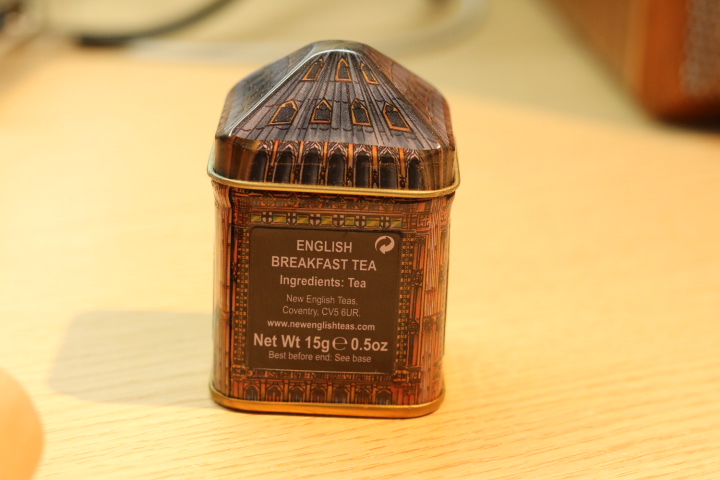 ENGLISH
BREAKFAST TEA
Ingredients: Tea
New English Teas,
Coventry, CV5 6UR.
www.newenglishteas.com
Net Wt 15g℮ 0.5oz
Best before end: See base